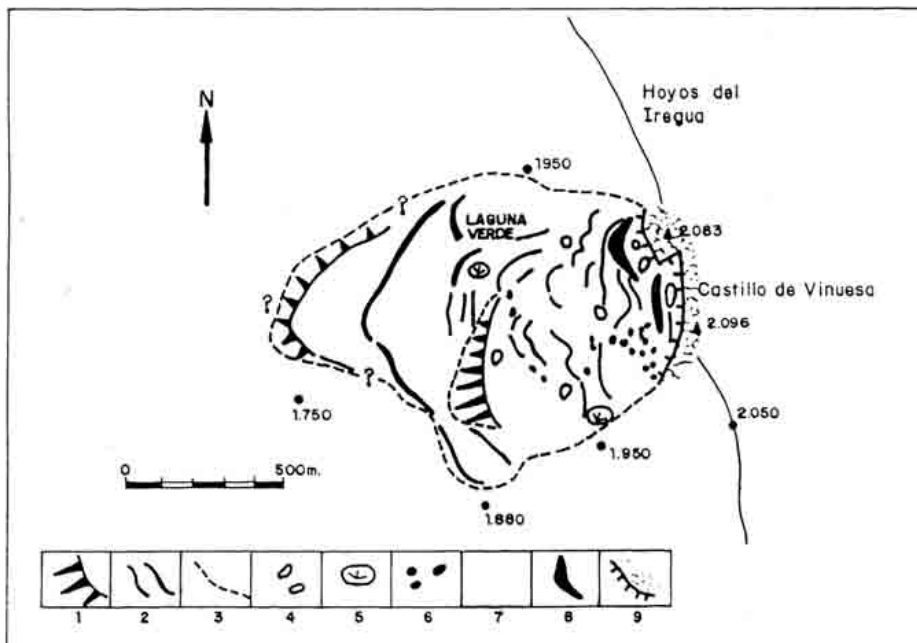 N
Hoyos del
Iregua
1950
?
LAGUNA
VERDE
2.083
Castillo de Vinuesa
?
2.096
?
1.750
2.050
1.950
0 500m.
1.880
1 2 3 4 5 6 7 8 9